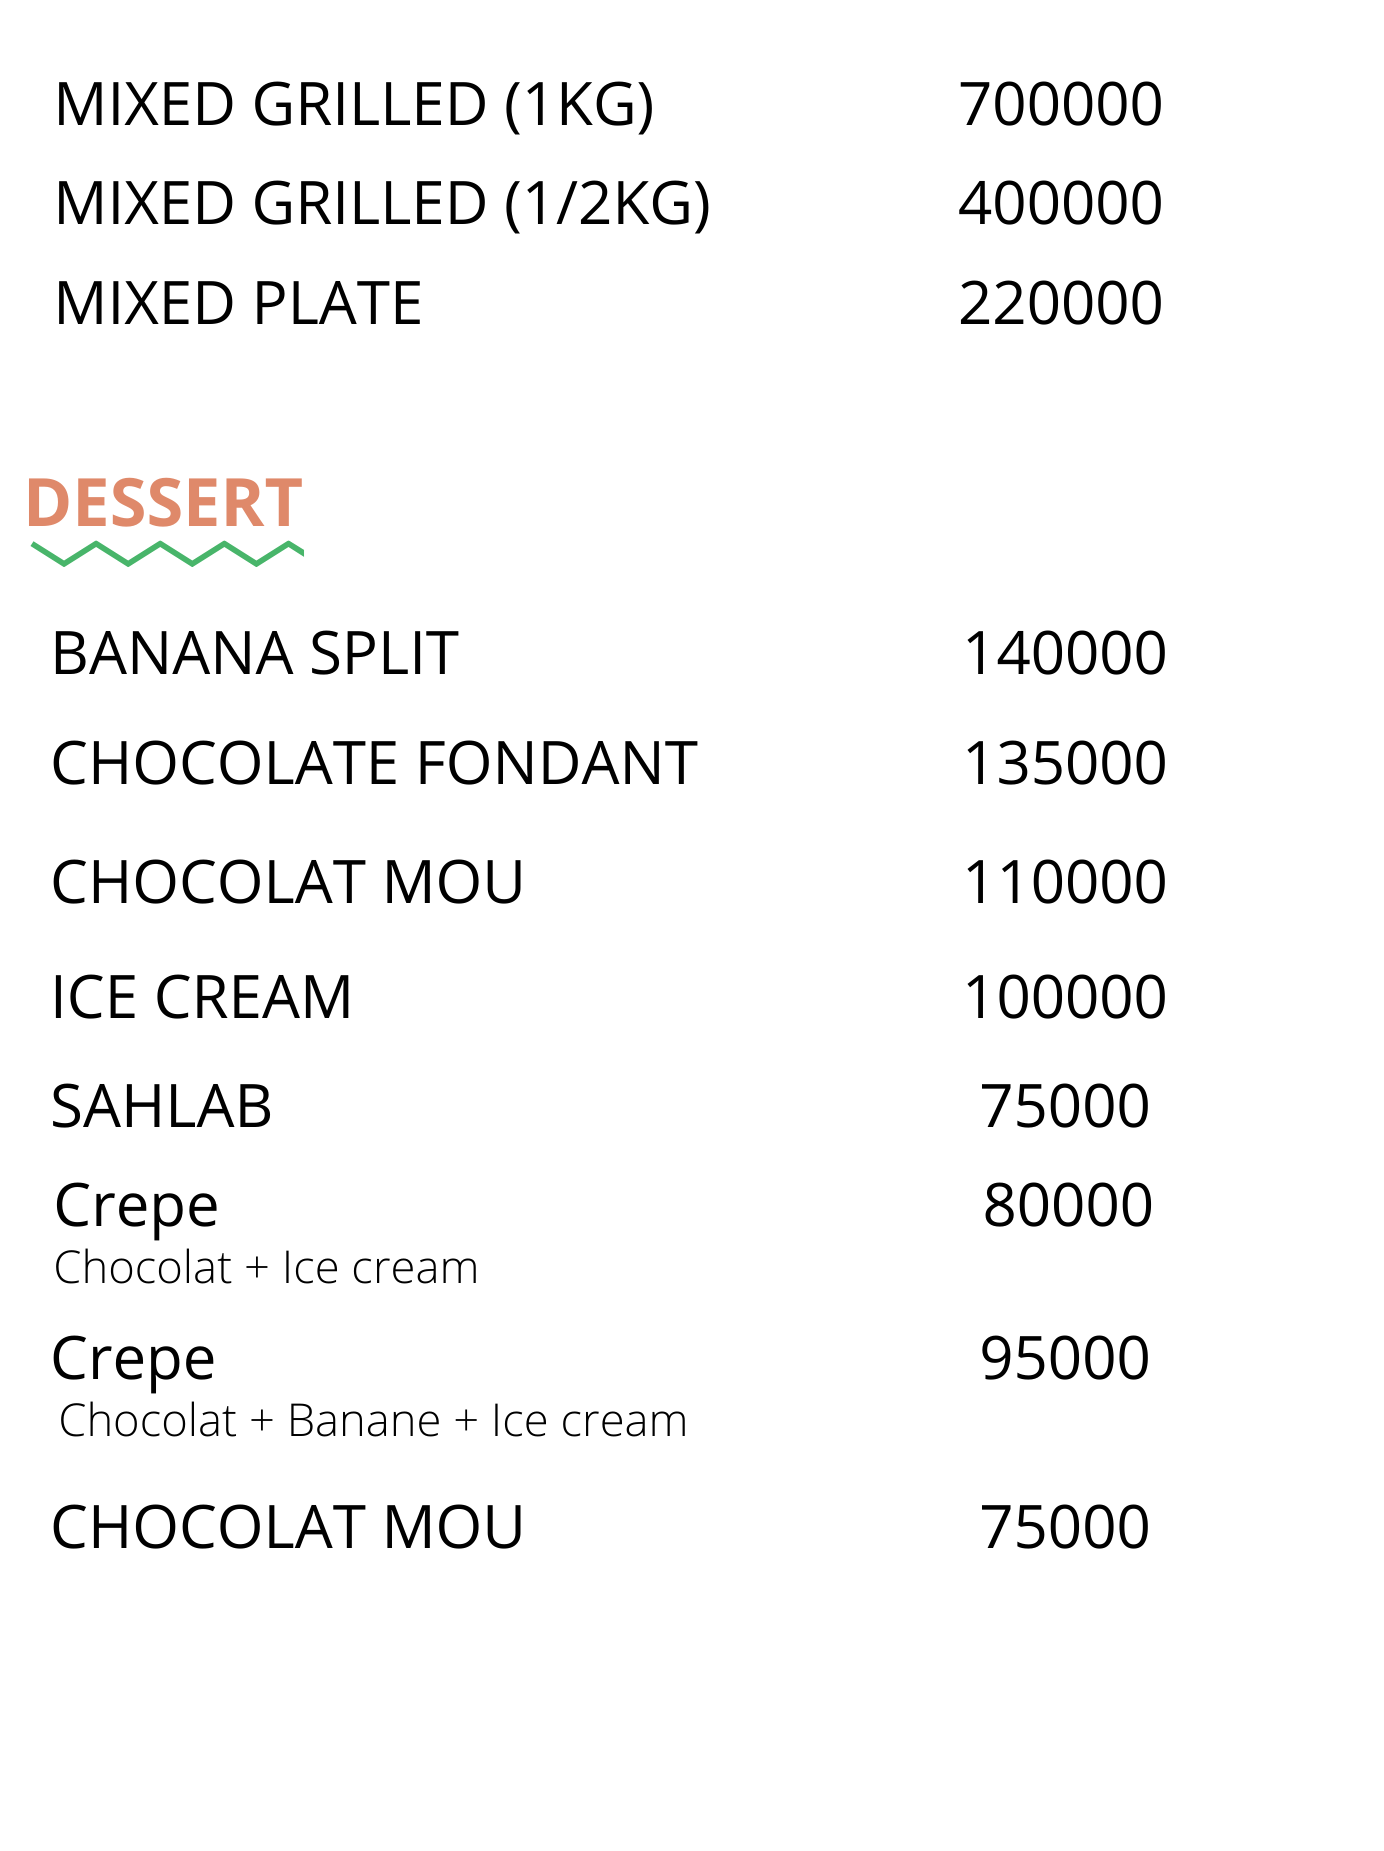 MIXED GRILLED (1KG) 700000
MIXED GRILLED (1/2KG) 400000
MIXED PLATE 220000
DESSERT
BANANA SPLIT 140000
CHOCOLATE FONDANT 135000
CHOCOLAT MOU 110000
ICE CREAM 100000
SAHLAB 75000
Crepe 80000
Chocolat + Ice cream
Crepe 95000
Chocolat + Banane + Ice cream
CHOCOLAT MOU 75000